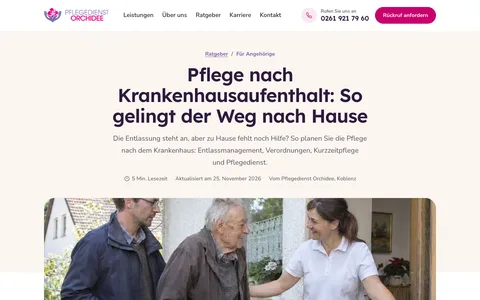 PFLEGEDIENST
ORCHIDEE
Leistungen Über uns Ratgeber Karriere Kontakt
Rufen Sie uns an
0261 921 79 60
Rückruf anfordern
Ratgeber / Für Angehörige
Pflege nach
Krankenhausaufenthalt: So
gelingt der Weg nach Hause
Die Entlassung steht an, aber zu Hause fehlt noch Hilfe? So planen Sie die Pflege
nach dem Krankenhaus: Entlassmanagement, Verordnungen, Kurzzeitpflege
und Pflegedienst.
5 Min. Lesezeit Aktualisiert am 25. November 2026 Vom Pflegedienst Orchidee, Koblenz